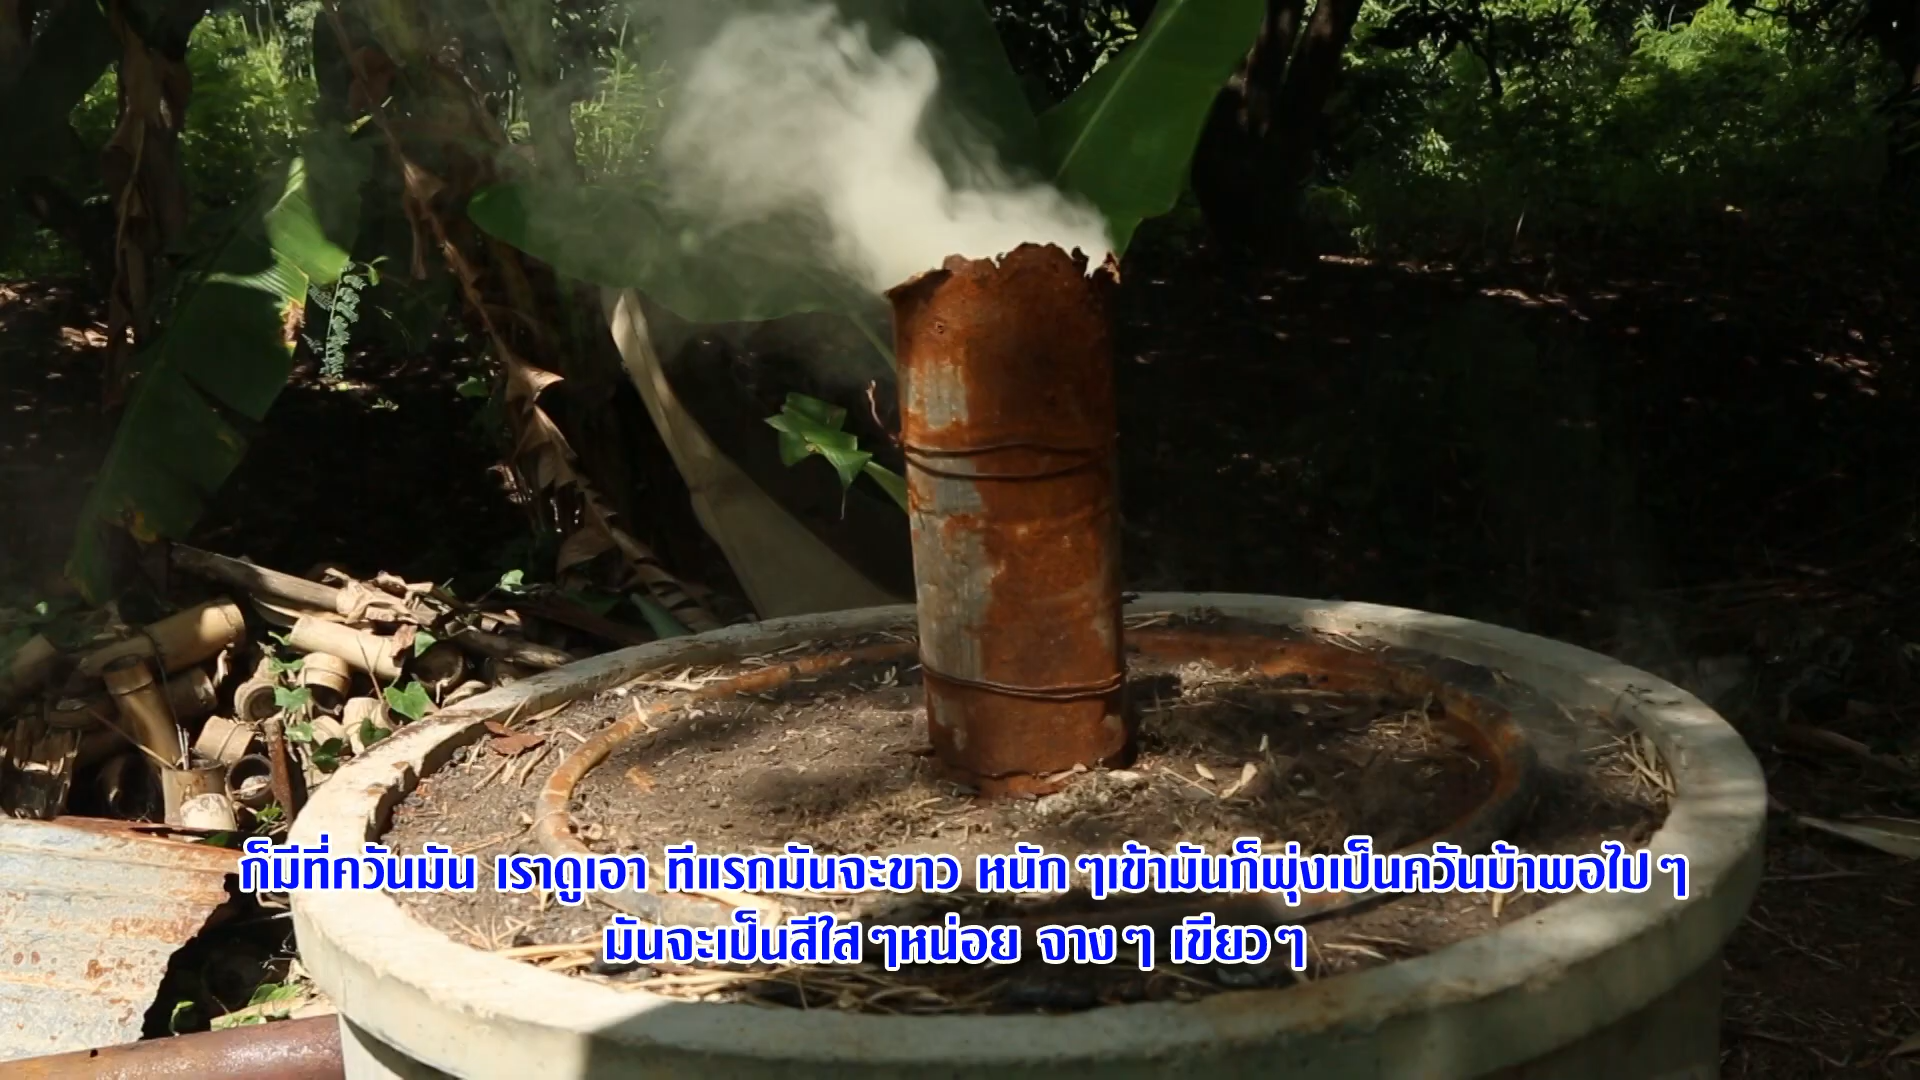 ก็มีที่ควันมัน เราดูเอา ทีแรกมันจะขาว หนักๆเข้ามันก็พุ่งเป็นควันบ้าพอไปๆ
มันจะเป็นสีใสๆหน่อย จางๆ เขียวๆ